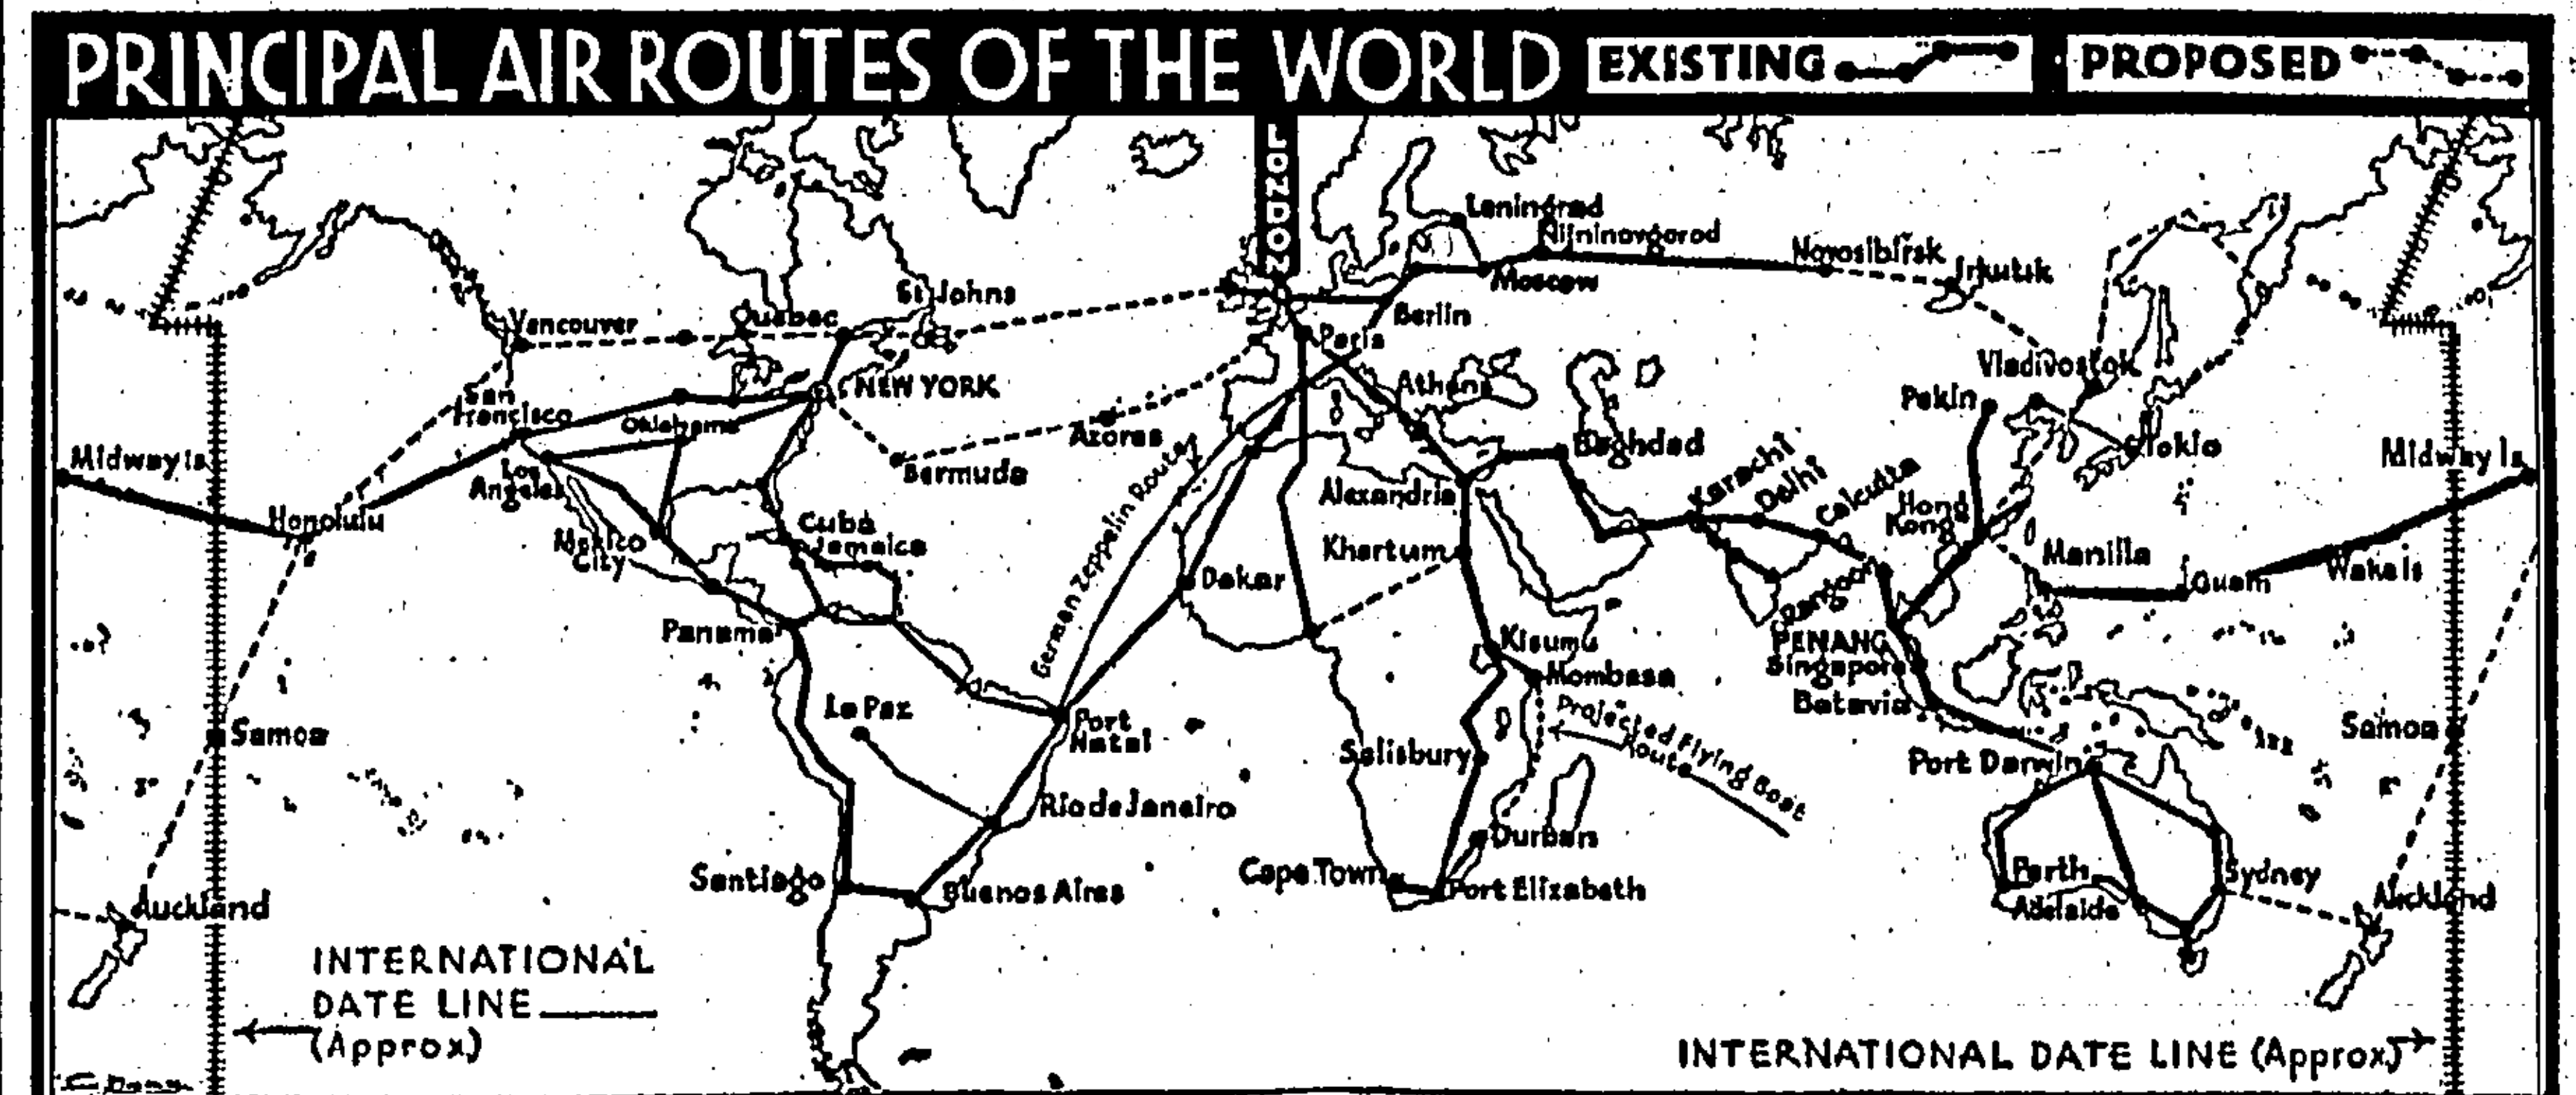 PRINCIPAL AIR ROUTES OF THE WORLD
EXISTING
PROPOSED
LONDON
Leningrad
Nijninovgorod
Novosibirsk
Irkutsk
Moscow
St Johns
Vancouver
Quebec
Berlin
Paris
Vladivostok
San
Francisco
NEW YORK
Athens
Pekin
Oklahoma
Azores
Baghdad
Tokio
Midway Is
Los
Angeles
Bermuda
Karachi
Delhi
Calcutta
Midway Is
Alexandria
Hong
Kong
Honolulu
Cuba
Jamaica
Mexico
City
German Zeppelin Route
Khartum
Manilla
Dakar
Rangoon
Guam
Wake Is
Panama
Kisumu
PENANG
Singapore
Mombasa
Batavia
La Paz
Port
Natal
Projected Flying Boat
Route
Samoa
Samoa
Salisbury
Port Darwin
Rio de Janeiro
Durban
Santiago
Buenos Aires
Cape Town
Port Elizabeth
Perth
Sydney
Adelaide
Auckland
Auckland
INTERNATIONAL
DATE LINE
(Approx)
INTERNATIONAL DATE LINE (Approx)